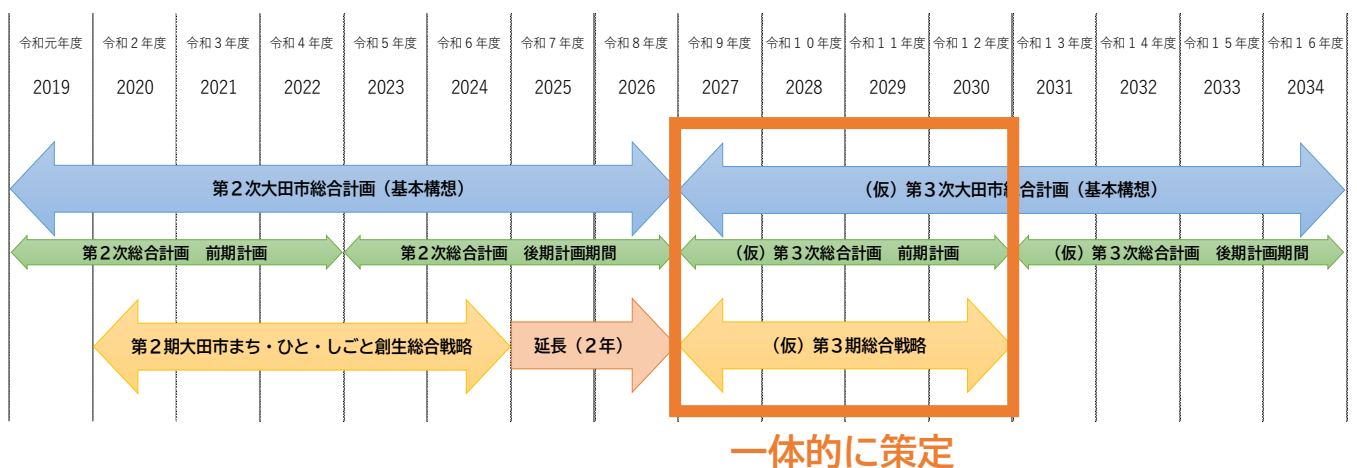 令和元年度 令和２年度 令和３年度 令和４年度 令和５年度 令和６年度 令和７年度 令和８年度 令和９年度 令和１０年度 令和１１年度 令和１２年度 令和１３年度 令和１４年度 令和１５年度 令和１６年度
2019 2020 2021 2022 2023 2024 2025 2026 2027 2028 2029 2030 2031 2032 2033 2034
第２次大田市総合計画（基本構想） （仮）第３次大田市総合計画（基本構想）
第２次総合計画　前期計画 第２次総合計画　後期計画期間 （仮）第３次総合計画　前期計画 （仮）第３次総合計画　後期計画期間
第２期大田市まち・ひと・しごと創生総合戦略 延長（２年） （仮）第３期総合戦略
一体的に策定